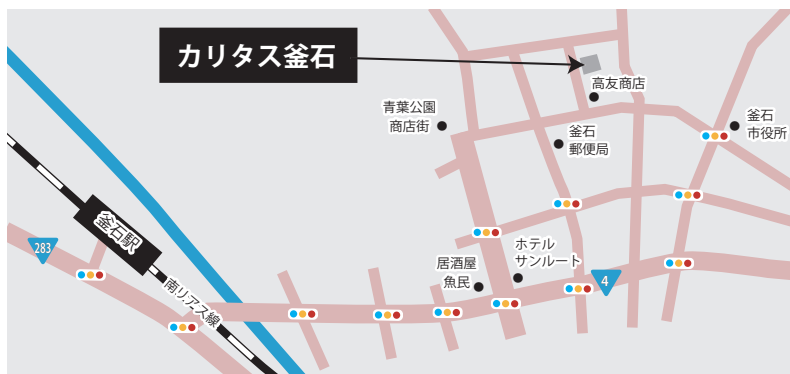 カリタス釜石
高友商店
青葉公園
商店街
釜石
郵便局
釜石
市役所
釜石駅
283
南リアス線
居酒屋
魚民
ホテル
サンルート
4